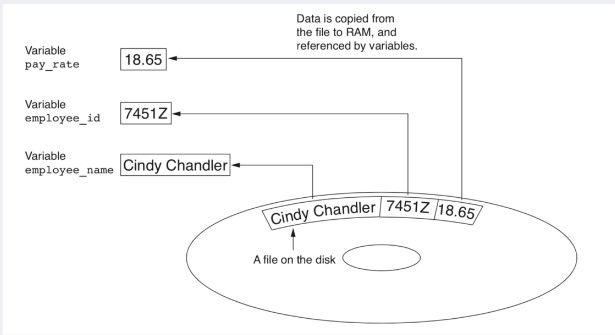 Data is copied from
the file to RAM, and
referenced by variables.
Variable
pay_rate
18.65
Variable
employee_id
7451Z
Variable
employee_name
Cindy Chandler
Cindy Chandler 7451Z 18.65
A file on the disk